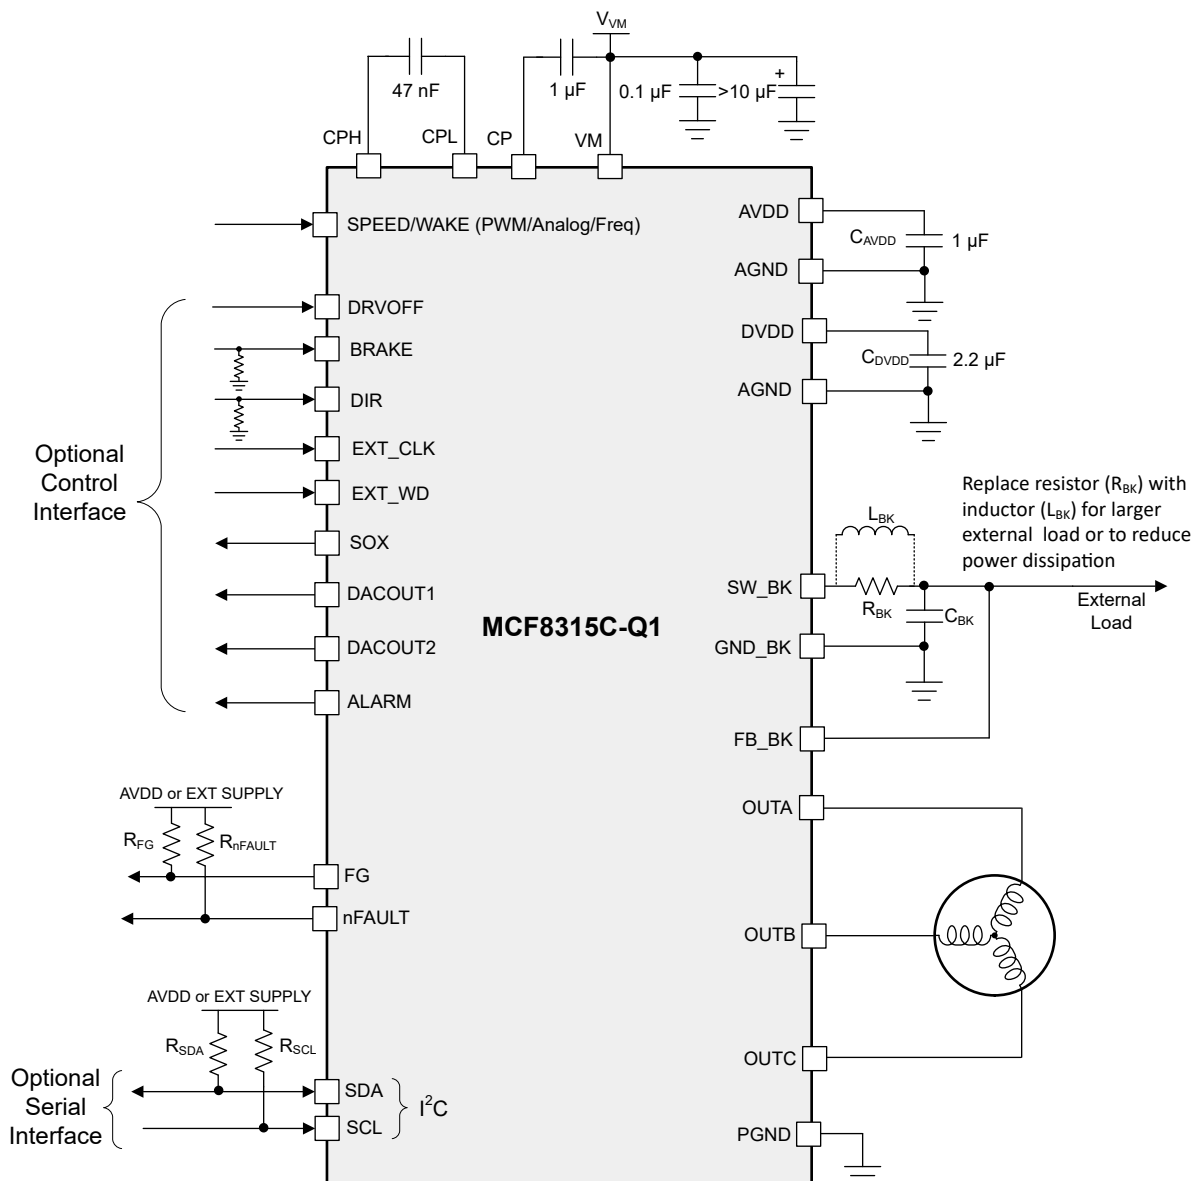 V_VM
47 nF
1 µF
0.1 µF
>10 µF
+
CPH
CPL
CP
VM
SPEED/WAKE (PWM/Analog/Freq)
AVDD
C_AVDD
1 µF
AGND
DRVOFF
DVDD
BRAKE
C_DVDD
2.2 µF
DIR
AGND
Optional
Control
Interface
EXT_CLK
EXT_WD
SOX
DACOUT1
DACOUT2
ALARM
MCF8315C-Q1
Replace resistor (R_BK) with
inductor (L_BK) for larger
external load or to reduce
power dissipation
L_BK
SW_BK
R_BK
C_BK
External
Load
GND_BK
FB_BK
AVDD or EXT SUPPLY
R_FG
R_nFAULT
FG
nFAULT
OUTA
OUTB
OUTC
AVDD or EXT SUPPLY
R_SDA
R_SCL
Optional
Serial
Interface
SDA
SCL
I²C
PGND